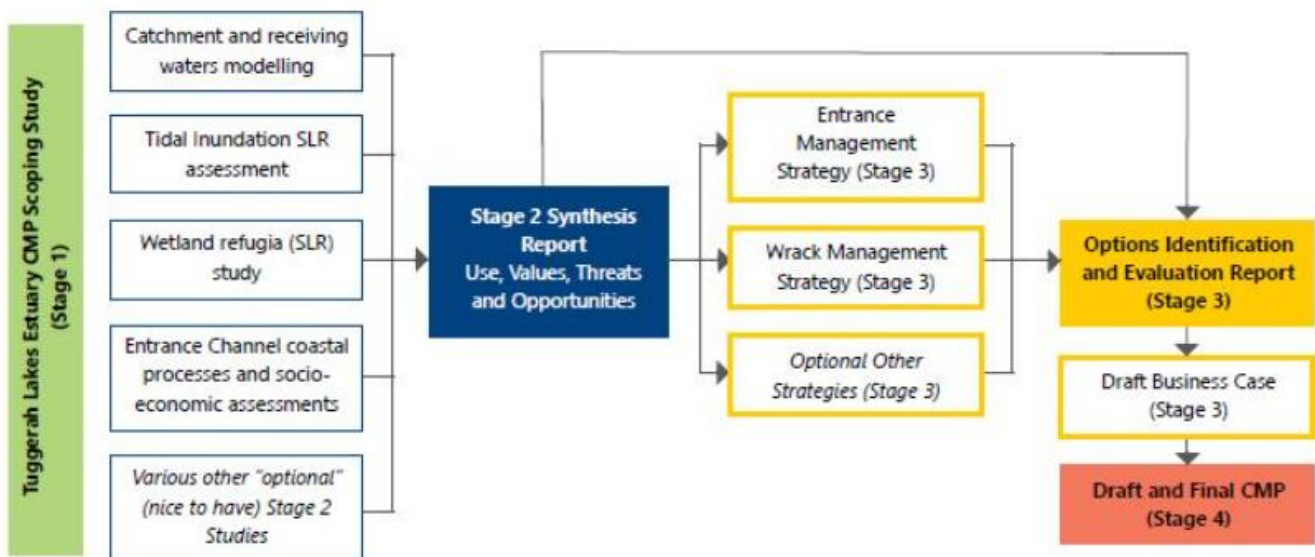 Tuggerah Lakes Estuary CMP Scoping Study
(Stage 1)
Catchment and receiving
waters modelling
Tidal Inundation SLR
assessment
Wetland refugia (SLR)
study
Entrance Channel coastal
processes and socio-
economic assessments
Various other "optional"
(nice to have) Stage 2
Studies
Stage 2 Synthesis
Report
Use, Values, Threats
and Opportunities
Entrance
Management
Strategy (Stage 3)
Wrack Management
Strategy (Stage 3)
Optional Other
Strategies (Stage 3)
Options Identification
and Evaluation Report
(Stage 3)
Draft Business Case
(Stage 3)
Draft and Final CMP
(Stage 4)